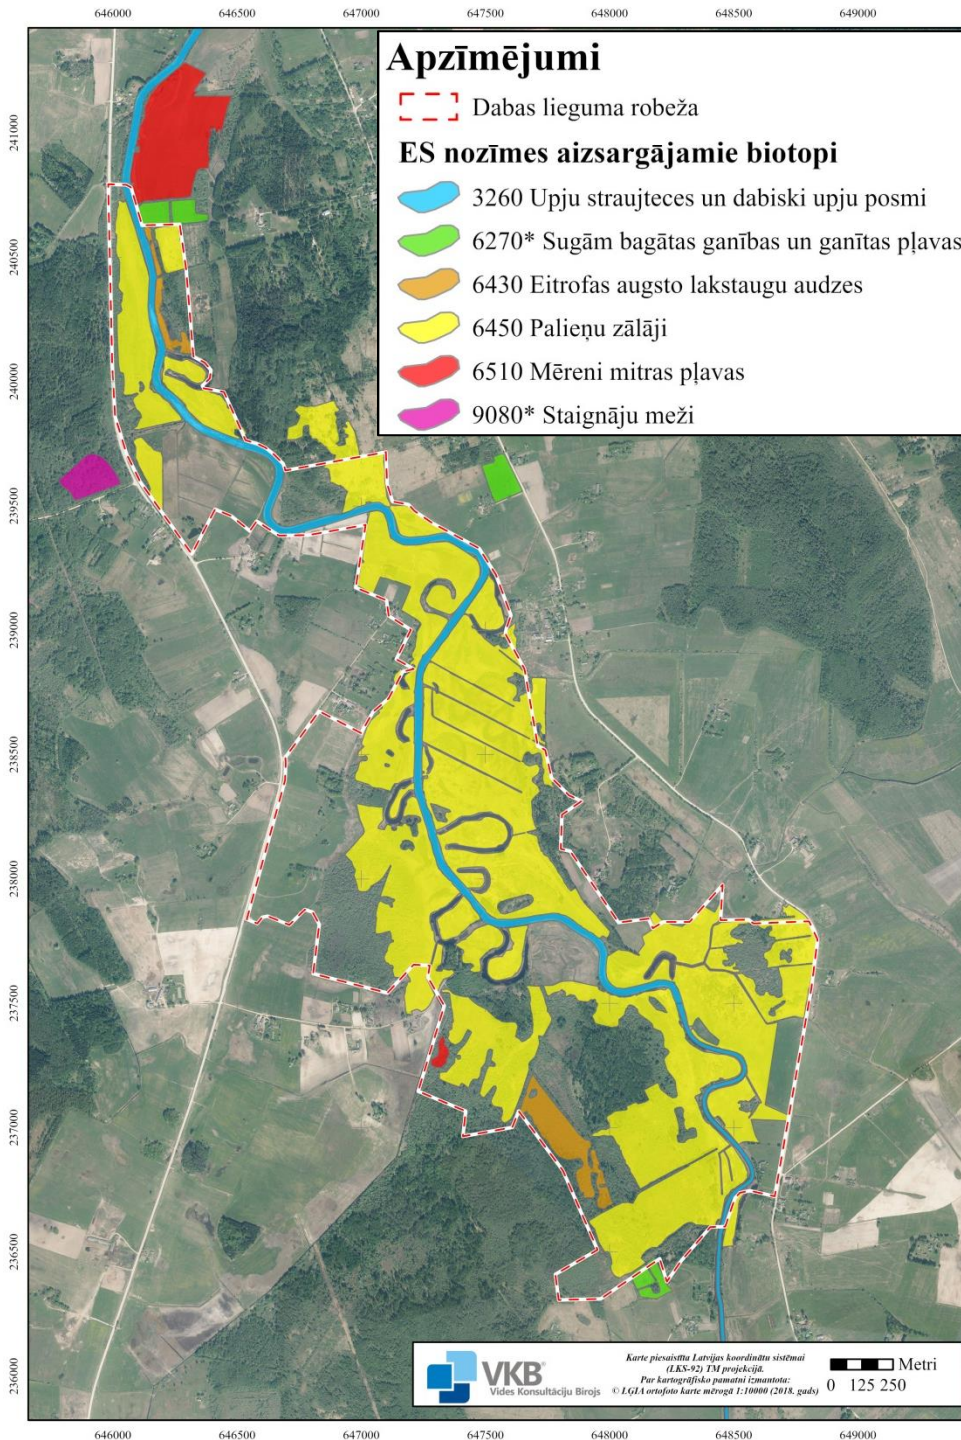 646000 646500 647000 647500 648000 648500 649000
Apzīmējumi
Dabas lieguma robeža
ES nozīmes aizsargājamie biotopi
3260 Upju straujteces un dabiski upju posmi
6270* Sugām bagātas ganības un ganītas pļavas
6430 Eitrofas augsto lakstaugu audzes
6450 Palieņu zālāji
6510 Mēreni mitras pļavas
9080* Staignāju meži
241000
240500
240000
239500
239000
238500
238000
237500
237000
236500
236000
VKB®
Vides Konsultāciju Birojs
Karte piesaistīta Latvijas koordinātu sistēmai
(LKS-92) TM projekcijā.
Par kartogrāfisko pamatni izmantota:
© LĢIA ortofoto karte mērogā 1:10000 (2018. gads)
Metri
0 125 250
646000 646500 647000 647500 648000 648500 649000